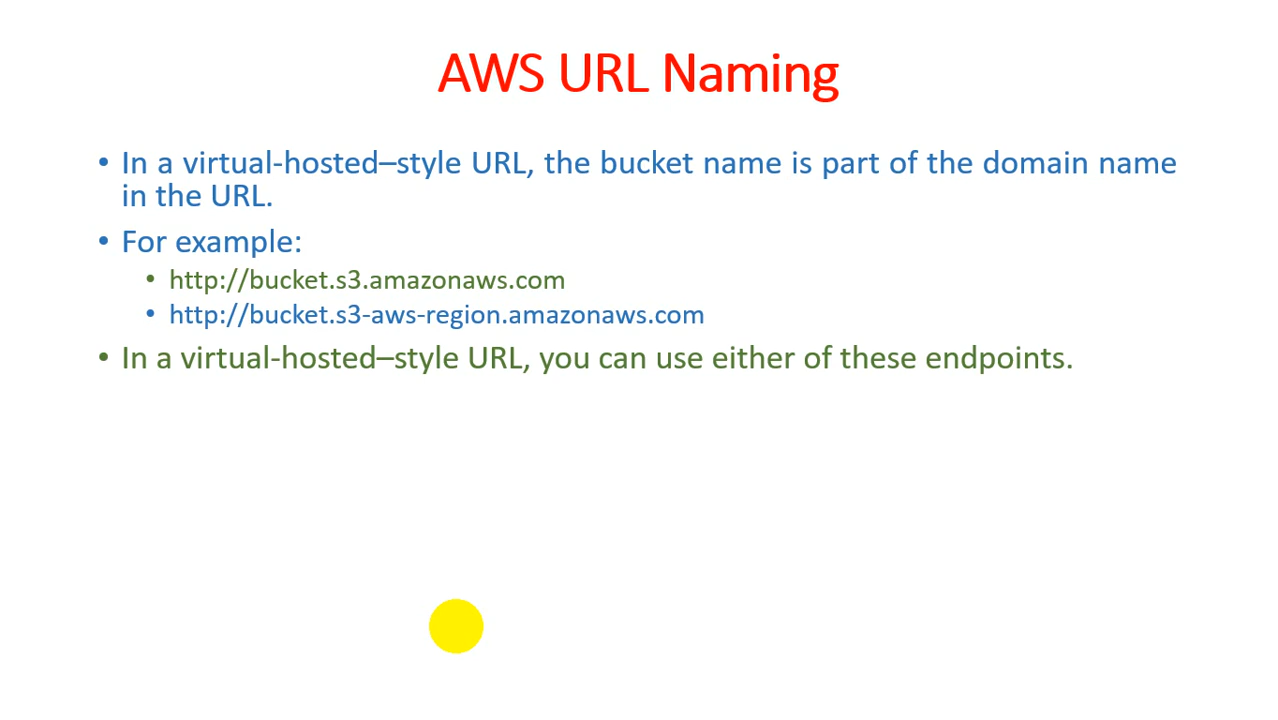 AWS URL Naming
• In a virtual-hosted–style URL, the bucket name is part of the domain name
in the URL.
• For example:
• http://bucket.s3.amazonaws.com
• http://bucket.s3-aws-region.amazonaws.com
• In a virtual-hosted–style URL, you can use either of these endpoints.